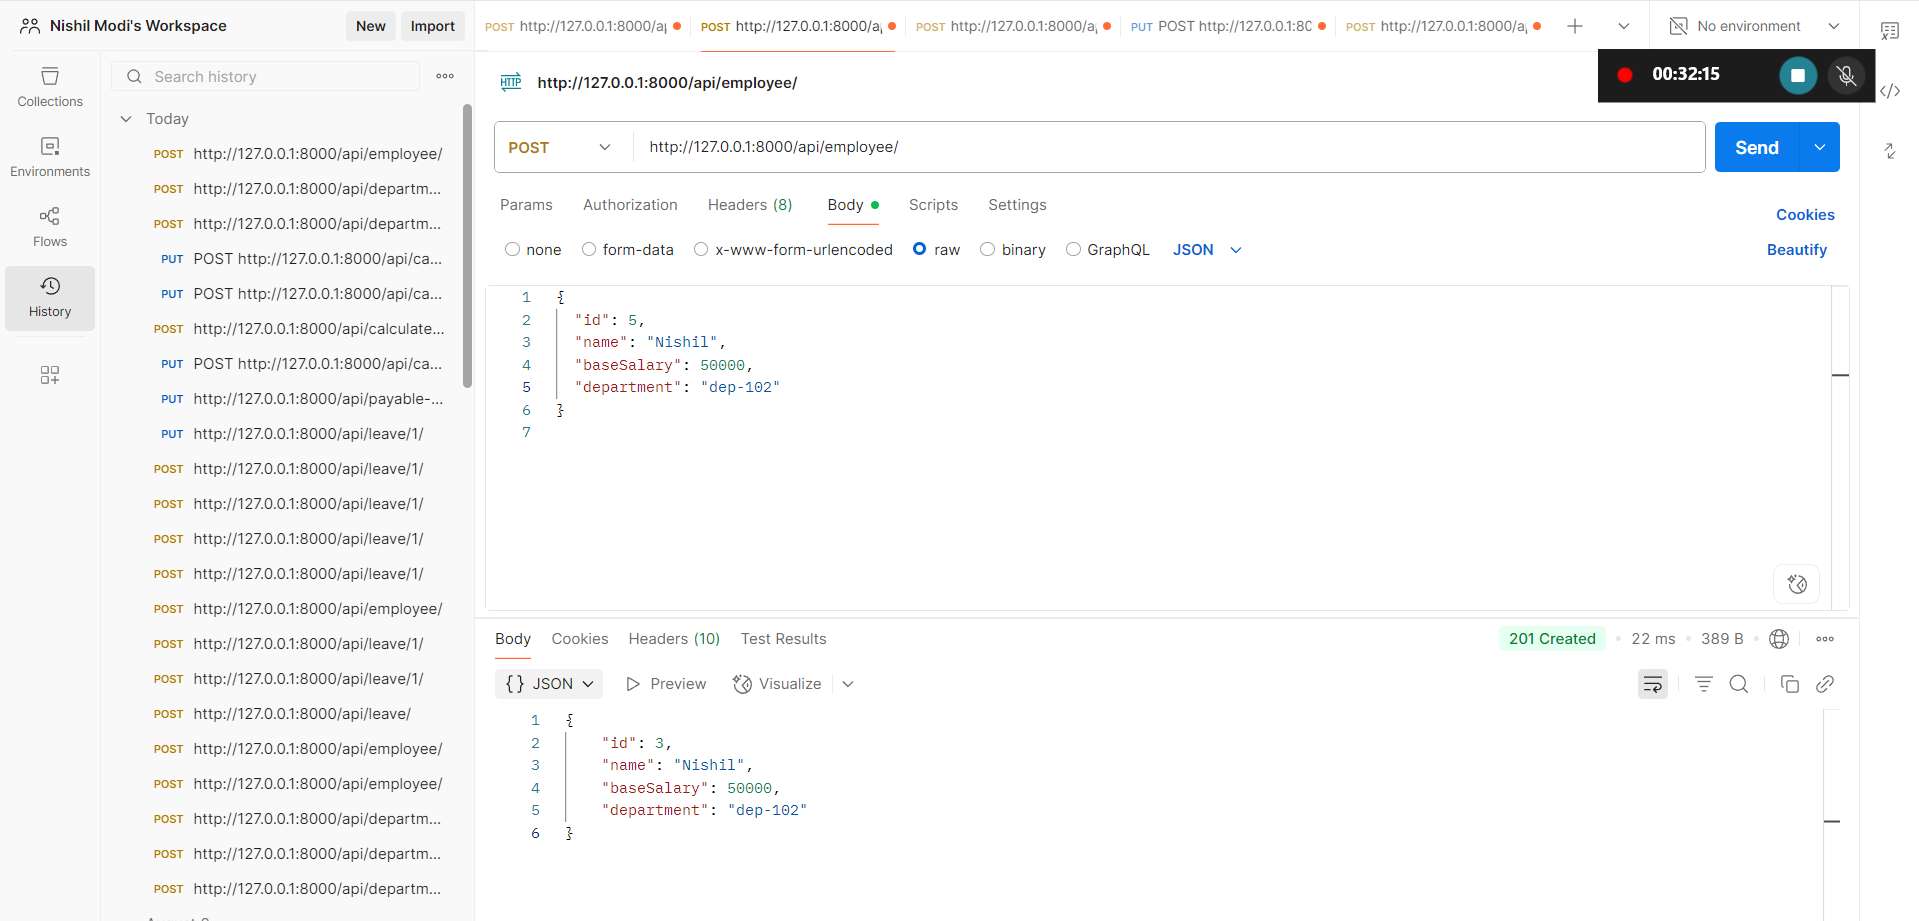 Nishil Modi's Workspace
New
Import
POST http://127.0.0.1:8000/a
POST http://127.0.0.1:8000/a
POST http://127.0.0.1:8000/a
PUT POST http://127.0.0.1:80
POST http://127.0.0.1:8000/a
No environment
00:32:15
Collections
Environments
Flows
History
Search history
Today
POST http://127.0.0.1:8000/api/employee/
POST http://127.0.0.1:8000/api/departm...
POST http://127.0.0.1:8000/api/departm...
PUT POST http://127.0.0.1:8000/api/ca...
PUT POST http://127.0.0.1:8000/api/ca...
POST http://127.0.0.1:8000/api/calculate...
PUT POST http://127.0.0.1:8000/api/ca...
PUT http://127.0.0.1:8000/api/payable-...
PUT http://127.0.0.1:8000/api/leave/1/
POST http://127.0.0.1:8000/api/leave/1/
POST http://127.0.0.1:8000/api/leave/1/
POST http://127.0.0.1:8000/api/leave/1/
POST http://127.0.0.1:8000/api/leave/1/
POST http://127.0.0.1:8000/api/employee/
POST http://127.0.0.1:8000/api/leave/1/
POST http://127.0.0.1:8000/api/leave/1/
POST http://127.0.0.1:8000/api/leave/
POST http://127.0.0.1:8000/api/employee/
POST http://127.0.0.1:8000/api/employee/
POST http://127.0.0.1:8000/api/departm...
POST http://127.0.0.1:8000/api/departm...
POST http://127.0.0.1:8000/api/departm...
HTTP http://127.0.0.1:8000/api/employee/
POST http://127.0.0.1:8000/api/employee/
Send
Params Authorization Headers (8) Body Scripts Settings
Cookies
none form-data x-www-form-urlencoded raw binary GraphQL JSON
Beautify
1 {
2 "id": 5,
3 "name": "Nishil",
4 "baseSalary": 50000,
5 "department": "dep-102"
6 }
7
Body Cookies Headers (10) Test Results
201 Created 22 ms 389 B
{} JSON Preview Visualize
1 {
2 "id": 3,
3 "name": "Nishil",
4 "baseSalary": 50000,
5 "department": "dep-102"
6 }